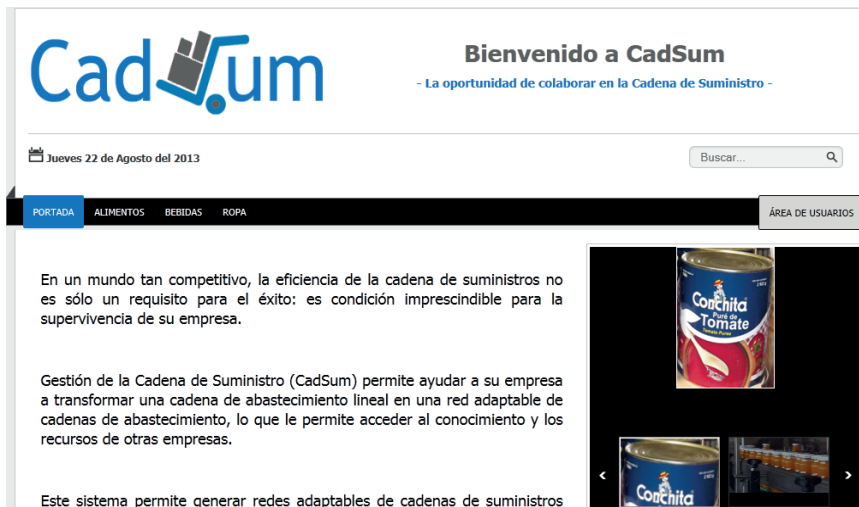 CadSum
Bienvenido a CadSum
- La oportunidad de colaborar en la Cadena de Suministro -
Jueves 22 de Agosto del 2013
Buscar...
PORTADA ALIMENTOS BEBIDAS ROPA
ÁREA DE USUARIOS
En un mundo tan competitivo, la eficiencia de la cadena de suministros no
es sólo un requisito para el éxito: es condición imprescindible para la
supervivencia de su empresa.
Gestión de la Cadena de Suministro (CadSum) permite ayudar a su empresa
a transformar una cadena de abastecimiento lineal en una red adaptable de
cadenas de abastecimiento, lo que le permite acceder al conocimiento y los
recursos de otras empresas.
Este sistema permite generar redes adaptables de cadenas de suministros
Conchita
Puré de
Tomate
Tomato Puree
Conchita